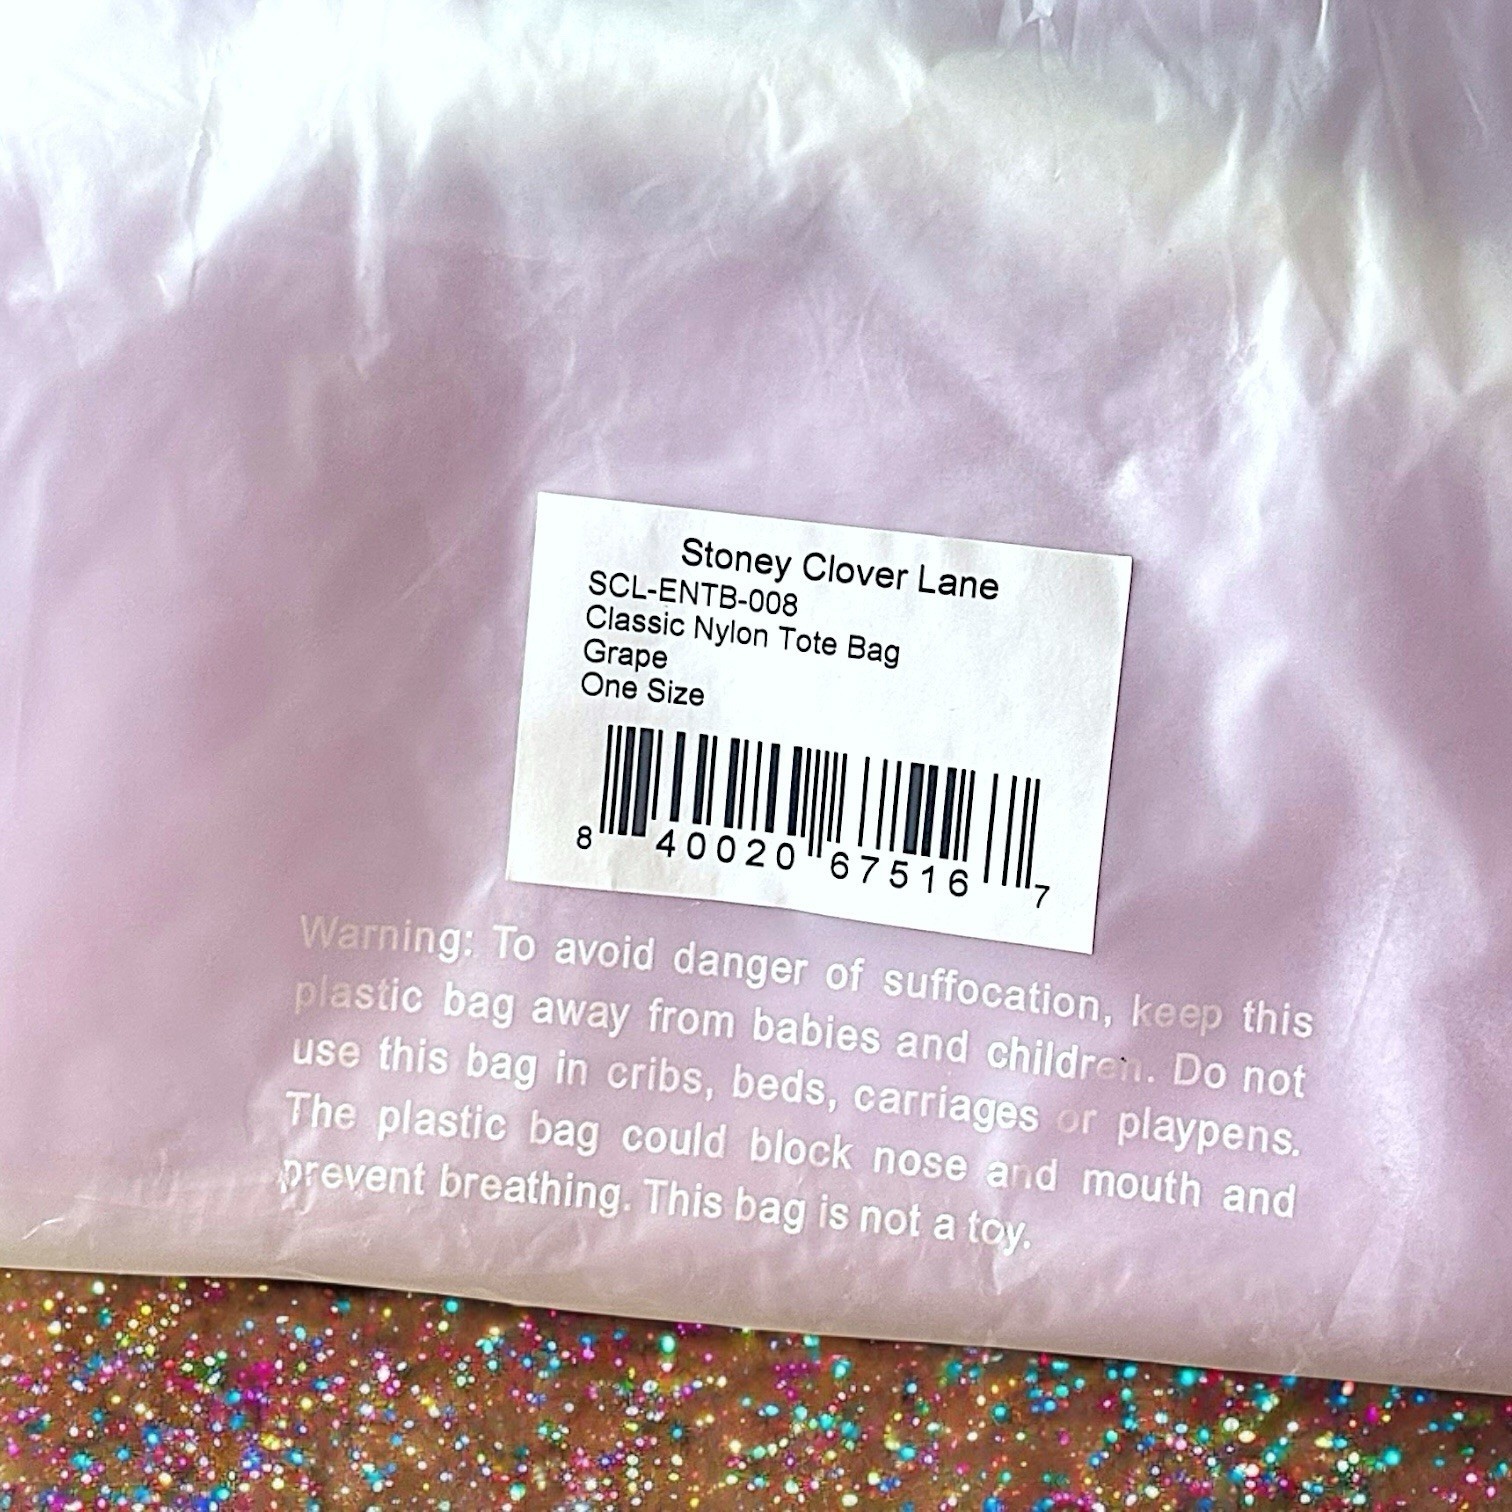 Stoney Clover Lane
SCL-ENTB-008
Classic Nylon Tote Bag
Grape
One Size
8 40020 67516 7
Warning: To avoid danger of suffocation, keep this
plastic bag away from babies and children. Do not
use this bag in cribs, beds, carriages or playpens.
The plastic bag could block nose and mouth and
prevent breathing. This bag is not a toy.